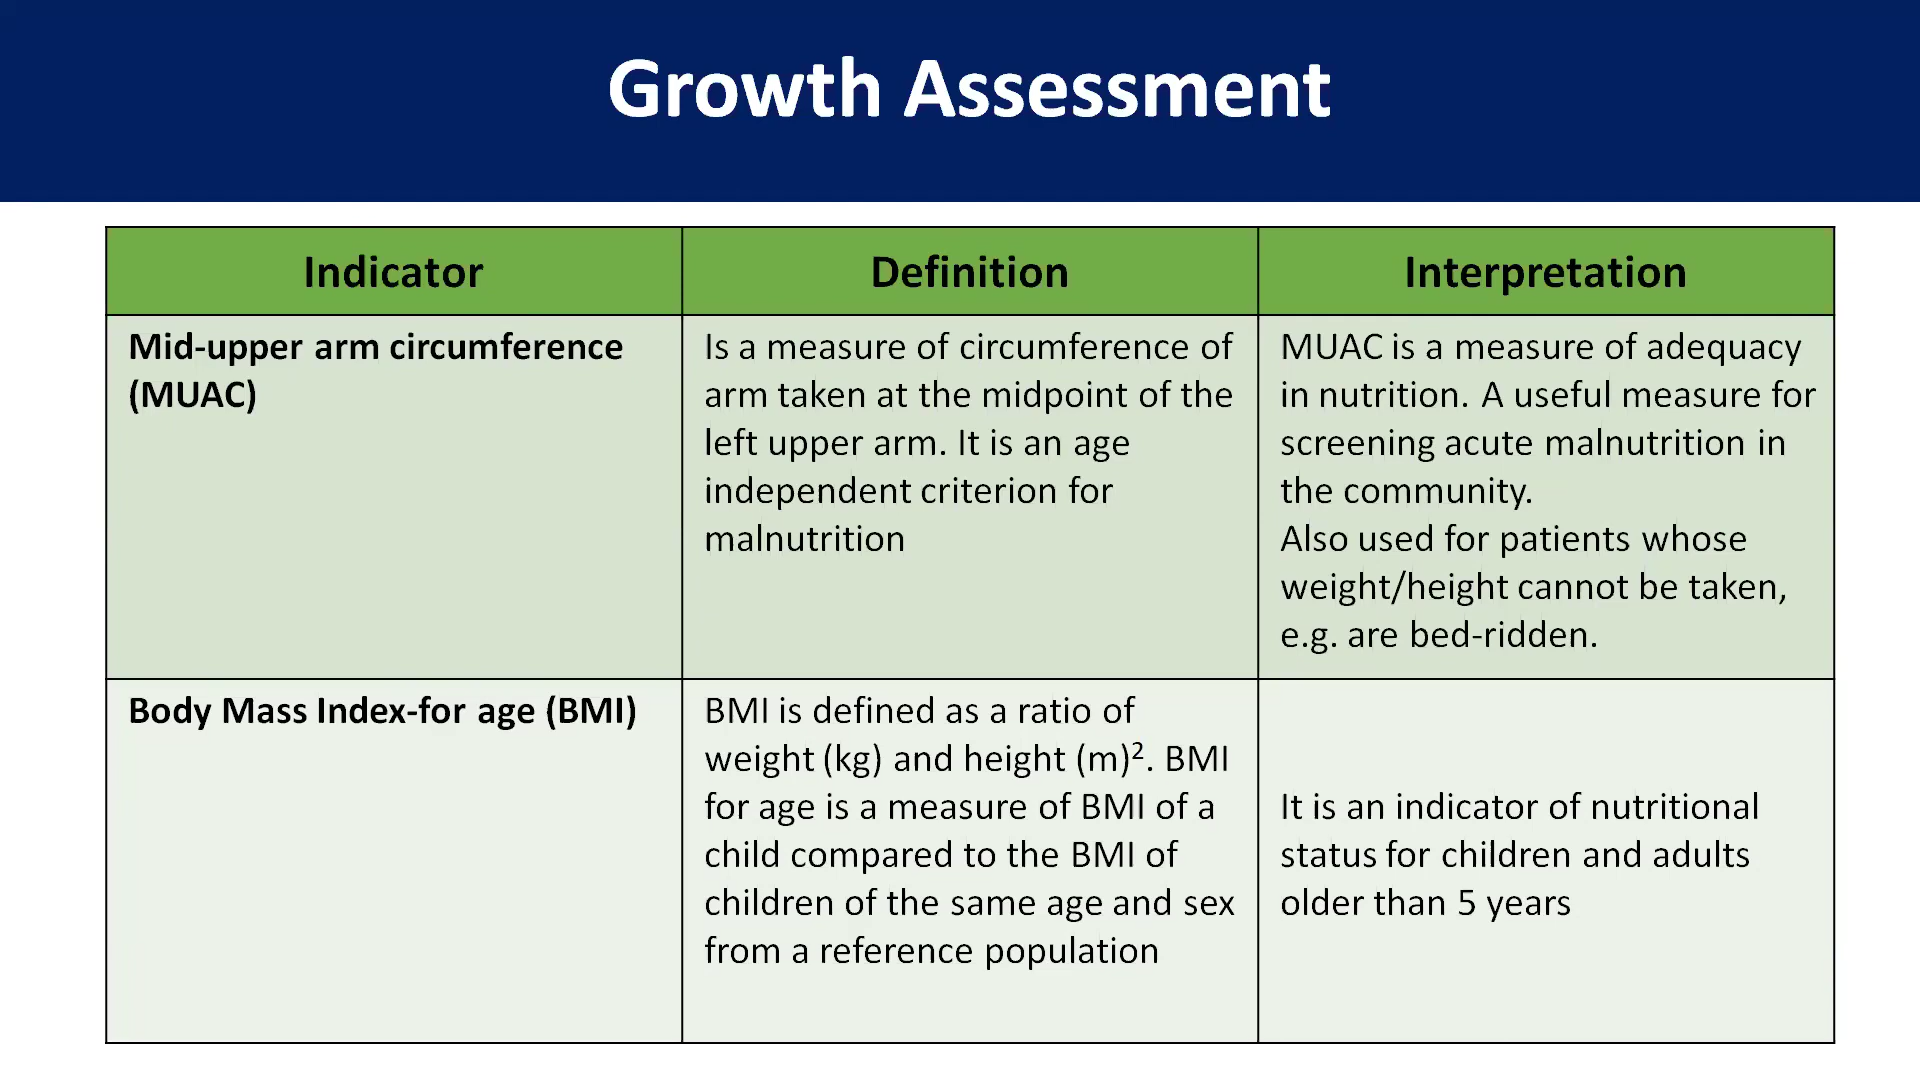 Growth Assessment
Indicator
Definition
Interpretation
Mid-upper arm circumference
(MUAC)
Is a measure of circumference of
arm taken at the midpoint of the
left upper arm. It is an age
independent criterion for
malnutrition
MUAC is a measure of adequacy
in nutrition. A useful measure for
screening acute malnutrition in
the community.
Also used for patients whose
weight/height cannot be taken,
e.g. are bed-ridden.
Body Mass Index-for age (BMI)
BMI is defined as a ratio of
weight (kg) and height (m)². BMI
for age is a measure of BMI of a
child compared to the BMI of
children of the same age and sex
from a reference population
It is an indicator of nutritional
status for children and adults
older than 5 years